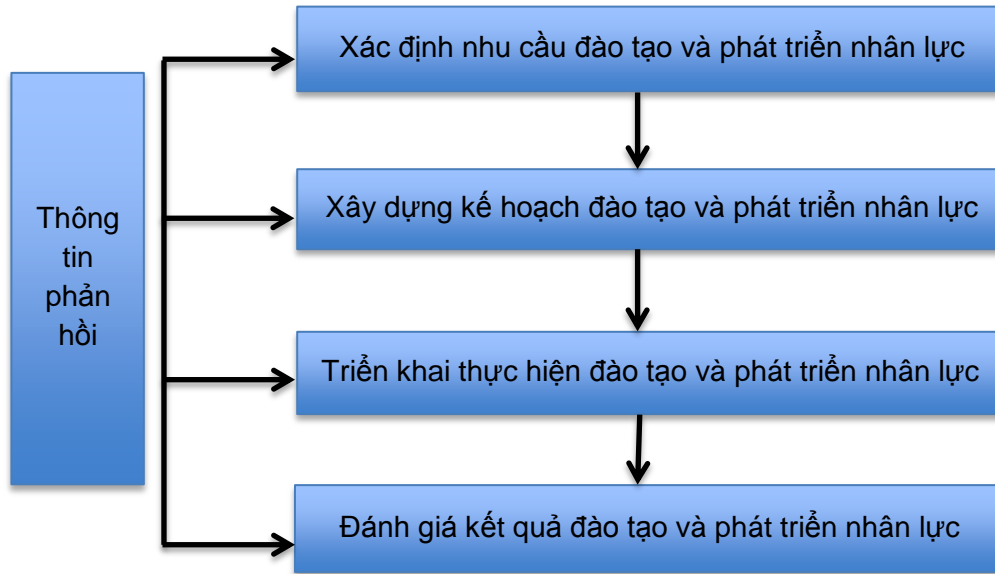 Xác định nhu cầu đào tạo và phát triển nhân lực
Xây dựng kế hoạch đào tạo và phát triển nhân lực
Thông
tin
phản
hồi
Triển khai thực hiện đào tạo và phát triển nhân lực
Đánh giá kết quả đào tạo và phát triển nhân lực